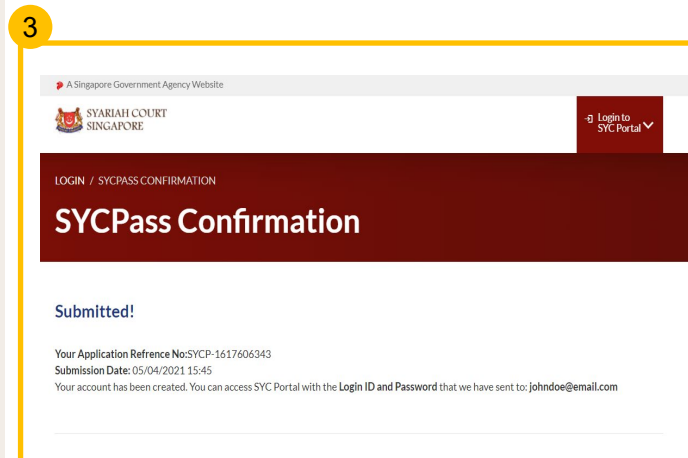 3
A Singapore Government Agency Website
SYARIAH COURT
SINGAPORE
Login to
SYC Portal
LOGIN / SYCPASS CONFIRMATION
SYCPass Confirmation
Submitted!
Your Application Refrence No:SYCP-1617606343
Submission Date: 05/04/2021 15:45
Your account has been created. You can access SYC Portal with the Login ID and Password that we have sent to: johndoe@email.com